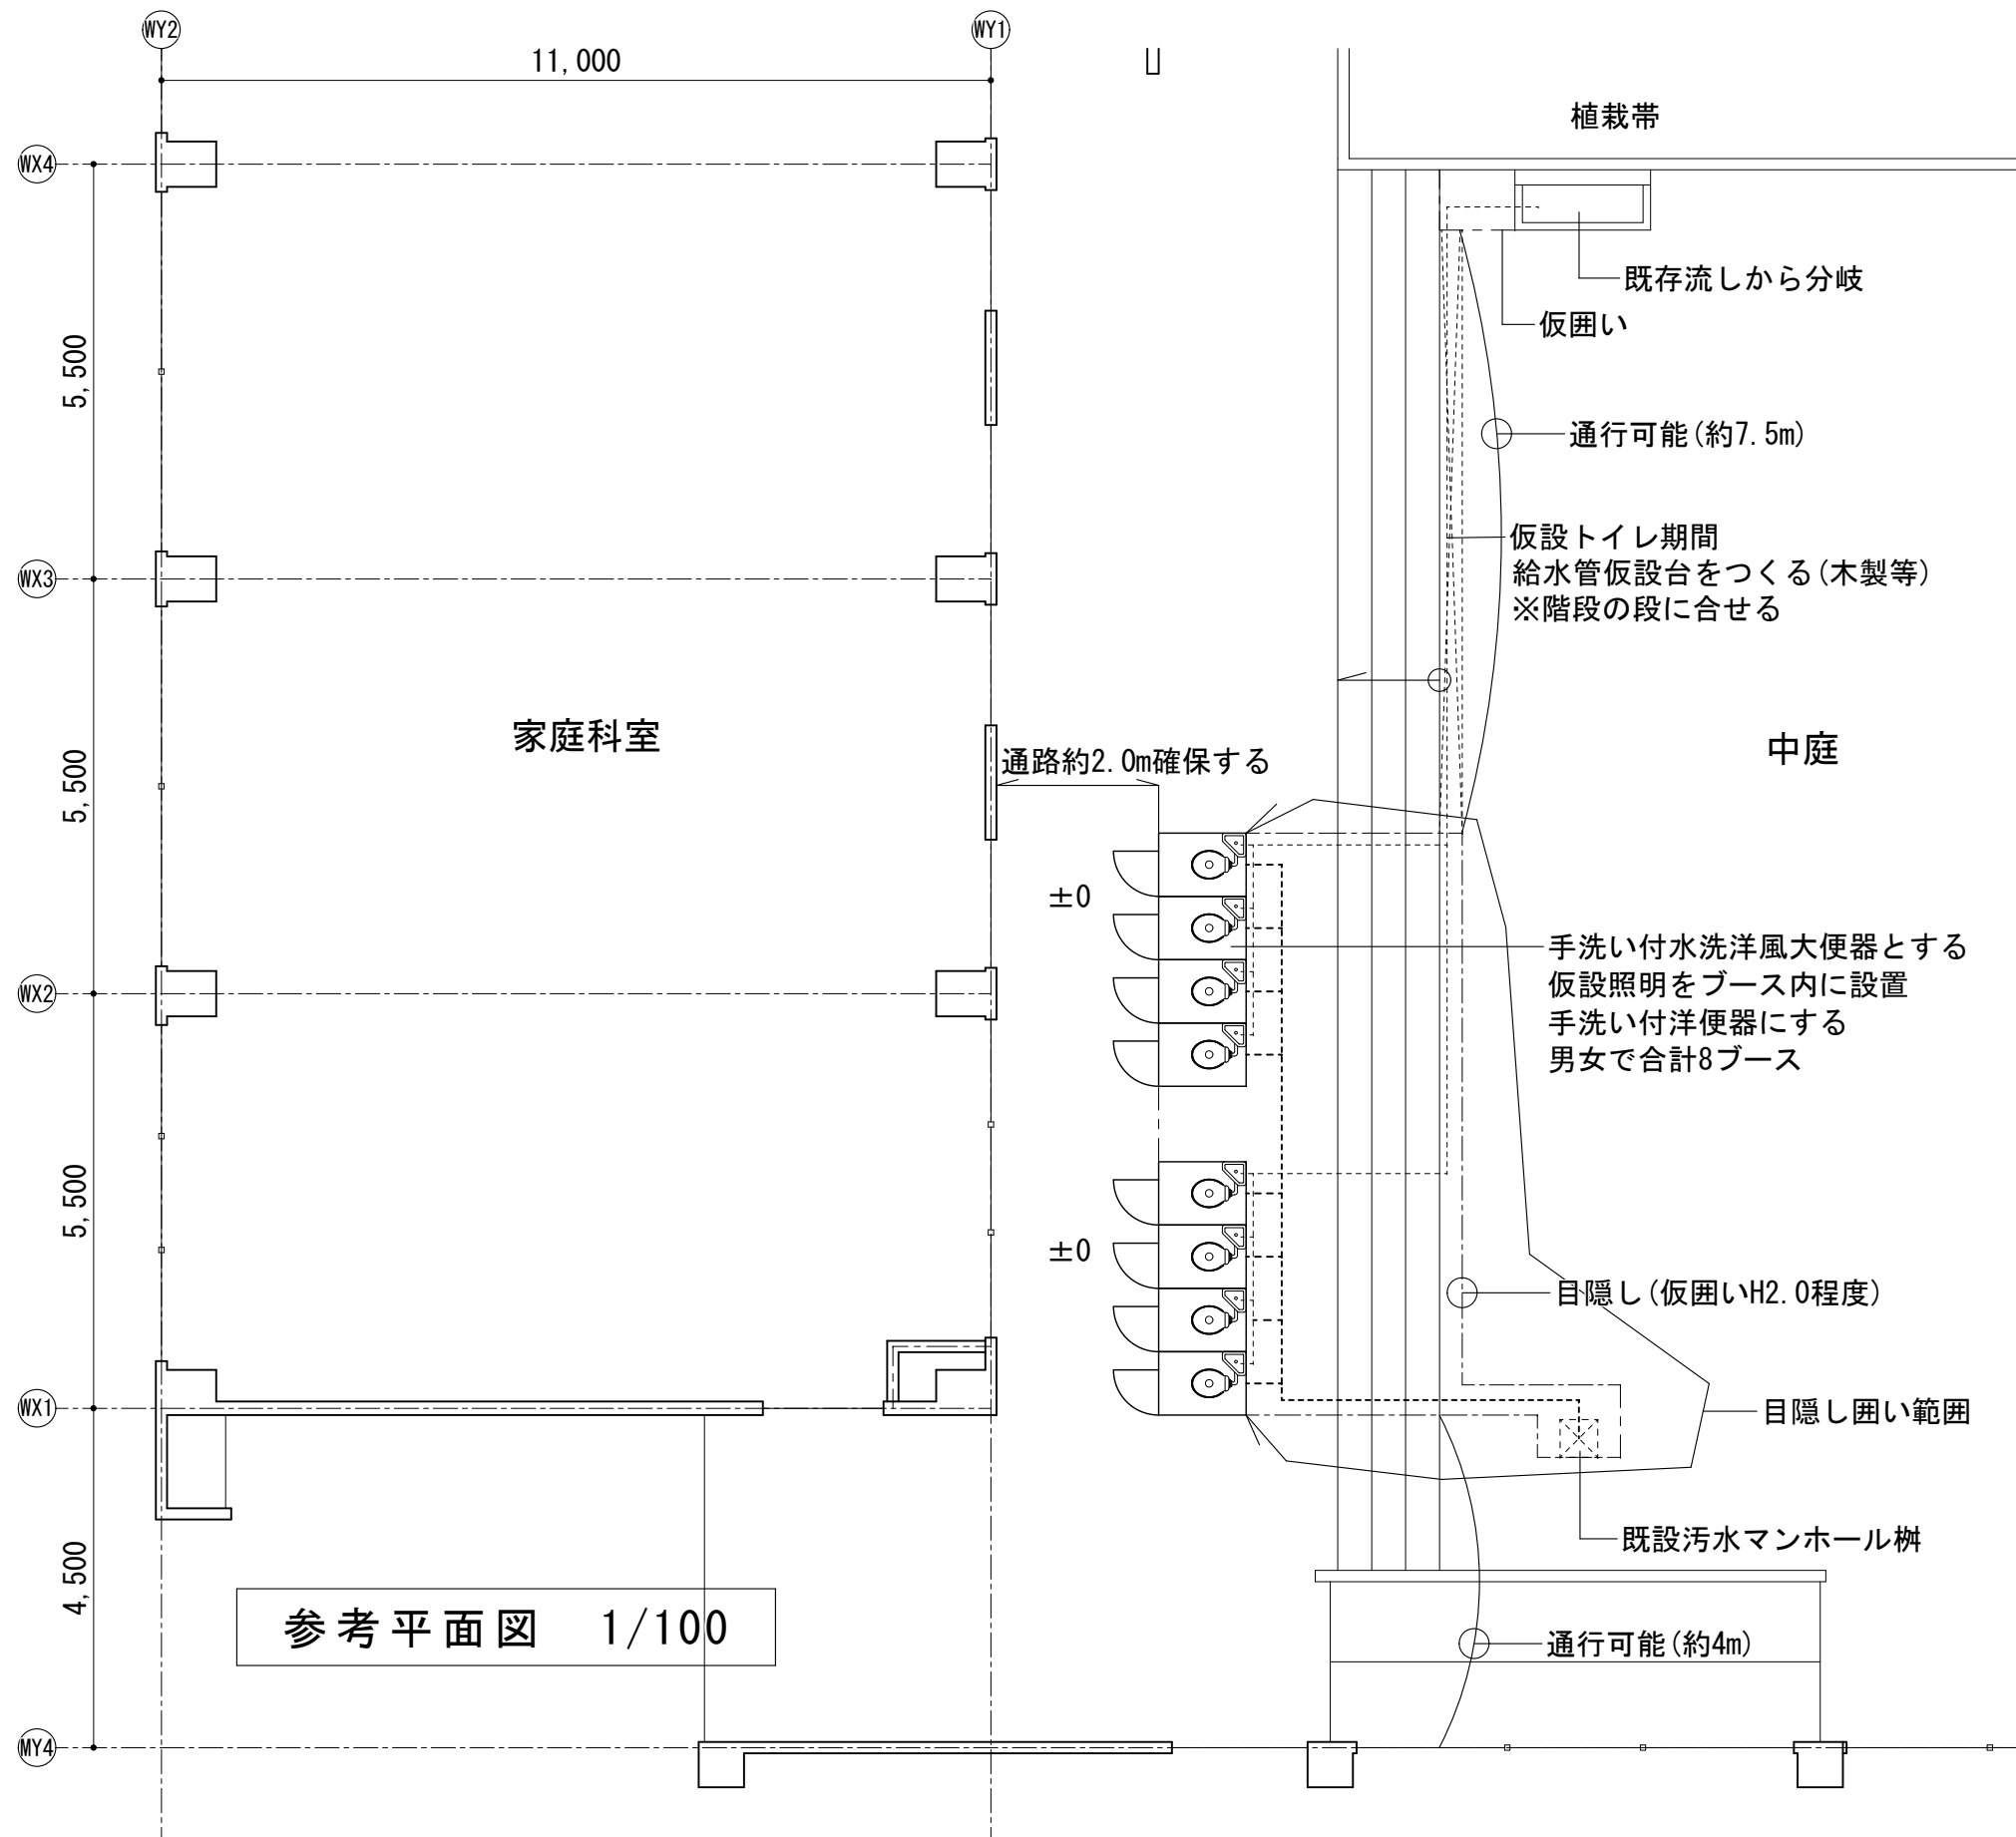 WY2
WY1
11,000
植栽帯
WX4
既存流しから分岐
仮囲い
5,500
通行可能(約7.5m)
仮設トイレ期間
給水管仮設台をつくる(木製等)
※階段の段に合せる
WX3
家庭科室
中庭
通路約2.0m確保する
5,500
±0
手洗い付水洗洋風大便器とする
仮設照明をブース内に設置
手洗い付洋便器にする
男女で合計8ブース
WX2
5,500
±0
目隠し(仮囲いH2.0程度)
WX1
目隠し囲い範囲
既設汚水マンホール桝
4,500
参考平面図 1/100
通行可能(約4m)
MY4